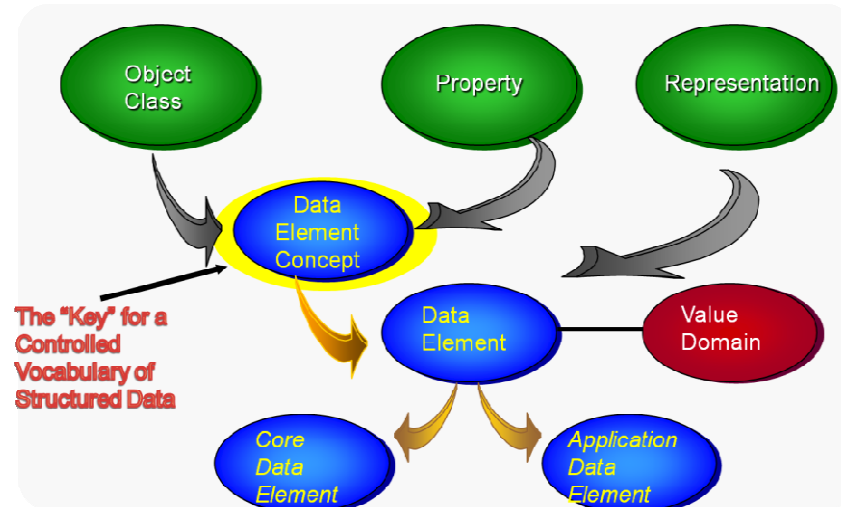 Object
Class
Property
Representation
Data
Element
Concept
The “Key” for a
Controlled
Vocabulary of
Structured Data
Data
Element
Value
Domain
Core
Data
Element
Application
Data
Element